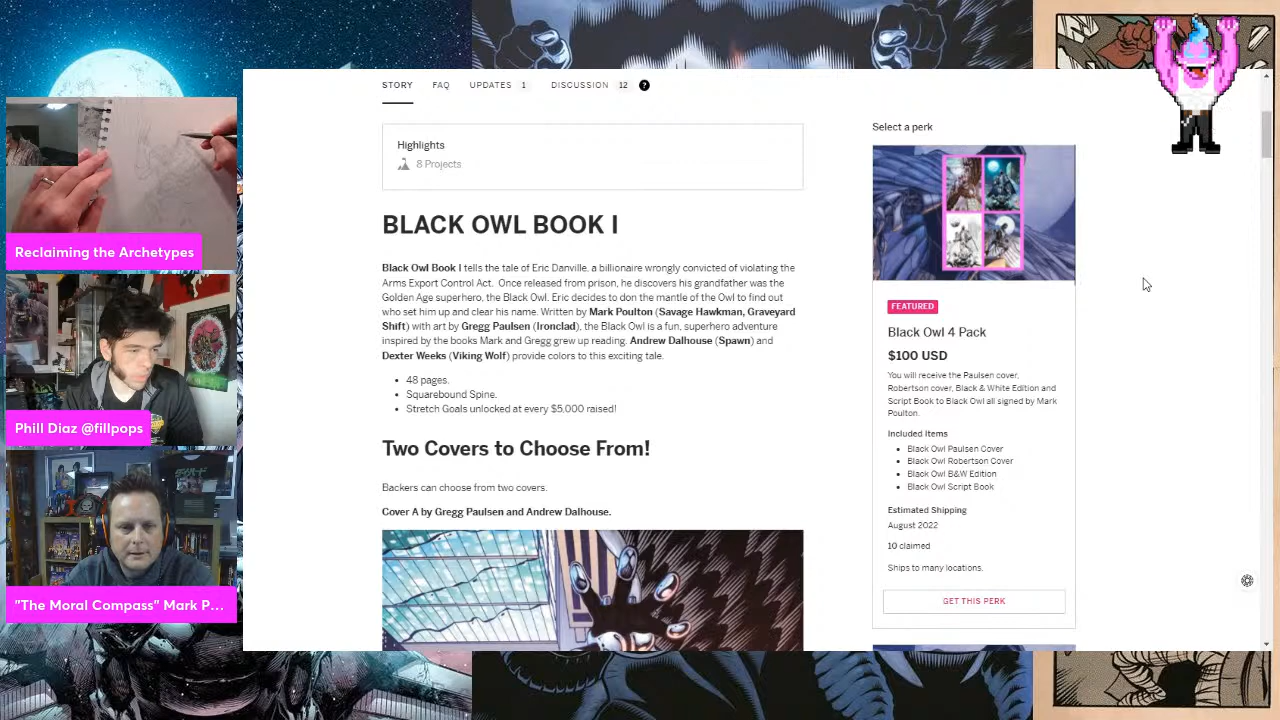 STORY
FAQ
UPDATES 1
DISCUSSION 12 ?
Highlights
8 Projects
BLACK OWL BOOK I
Black Owl Book I tells the tale of Eric Danville, a billionaire wrongly convicted of violating the
Arms Export Control Act. Once released from prison, he discovers his grandfather was the
Golden Age superhero, the Black Owl. Eric decides to don the mantle of the Owl to find out
who set him up and clear his name. Written by Mark Poulton (Savage Hawkman, Graveyard
Shift) with art by Gregg Paulsen (Ironclad), the Black Owl is a fun, superhero adventure
inspired by the books Mark and Gregg grew up reading. Andrew Dalhouse (Spawn) and
Dexter Weeks (Viking Wolf) provide colors to this exciting tale.
48 pages.
Squarebound Spine.
Stretch Goals unlocked at every $5,000 raised!
Two Covers to Choose From!
Backers can choose from two covers.
Cover A by Gregg Paulsen and Andrew Dalhouse.
Select a perk
FEATURED
Black Owl 4 Pack
$100 USD
You will receive the Paulsen cover,
Robertson cover, Black & White Edition and
Script Book to Black Owl all signed by Mark
Poulton.
Included Items
Black Owl Paulsen Cover
Black Owl Robertson Cover
Black Owl B&W Edition
Black Owl Script Book
Estimated Shipping
August 2022
10 claimed
Ships to many locations.
GET THIS PERK
Reclaiming the Archetypes
Phill Diaz @fillpops
"The Moral Compass" Mark P...